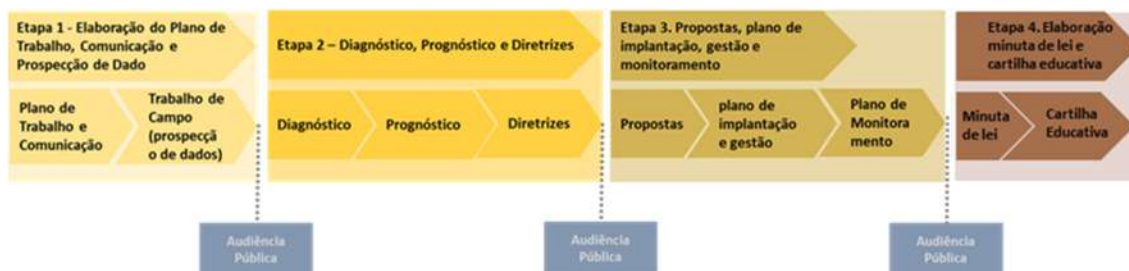 Etapa 1 - Elaboração do Plano de
Trabalho, Comunicação e
Prospecção de Dado
Plano de
Trabalho e
Comunicação
Trabalho de
Campo
(prospecçã
o de dados)
Etapa 2 – Diagnóstico, Prognóstico e Diretrizes
Diagnóstico
Prognóstico
Diretrizes
Etapa 3. Propostas, plano de
implantação, gestão e
monitoramento
Propostas
plano de
implantação
e gestão
Plano de
Monitora
mento
Etapa 4. Elaboração
minuta de lei e
cartilha educativa
Minuta
de lei
Cartilha
Educativa
Audiência
Pública
Audiência
Pública
Audiência
Pública